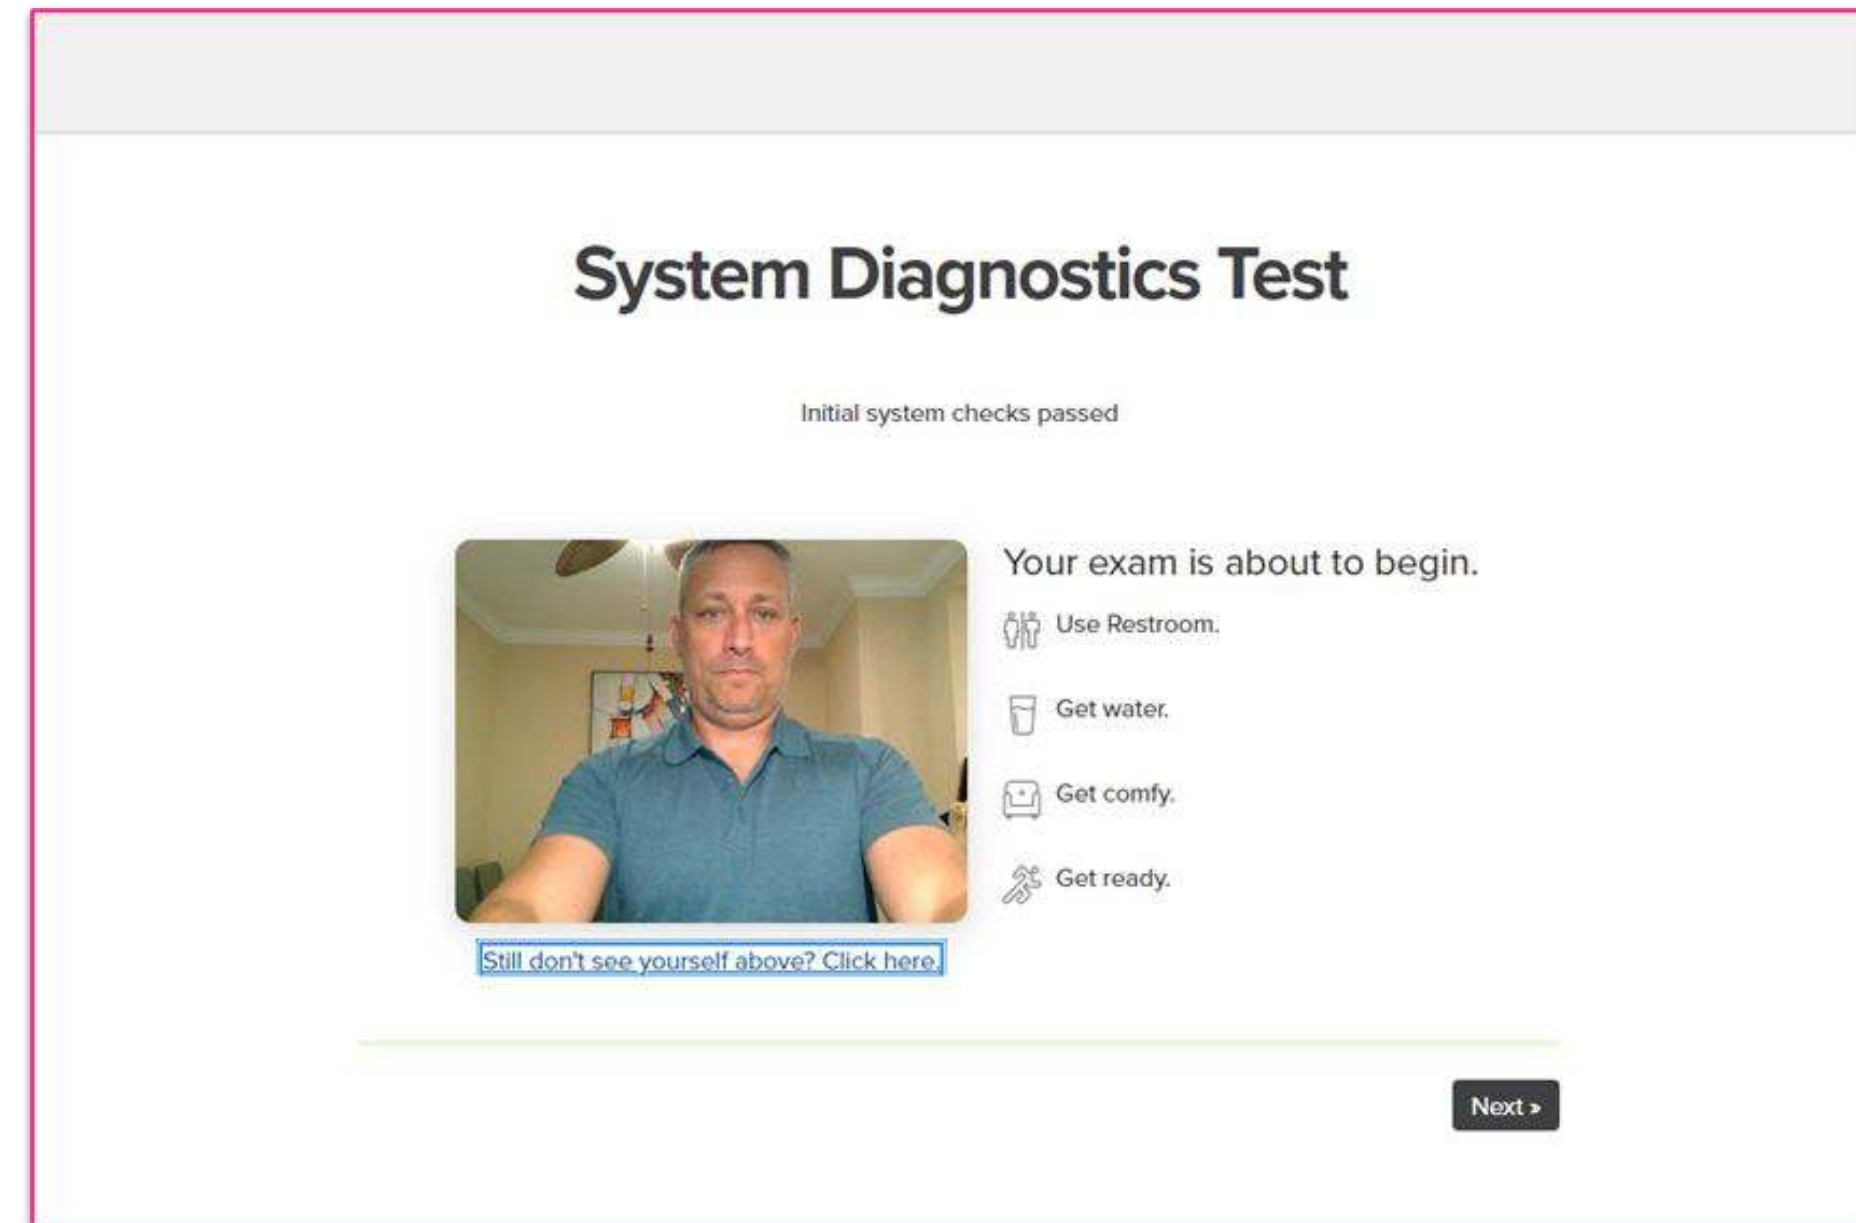 System Diagnostics Test
Initial system checks passed
Your exam is about to begin.
Use Restroom.
Get water.
Get comfy.
Get ready.
Still don't see yourself above? Click here.
Next »